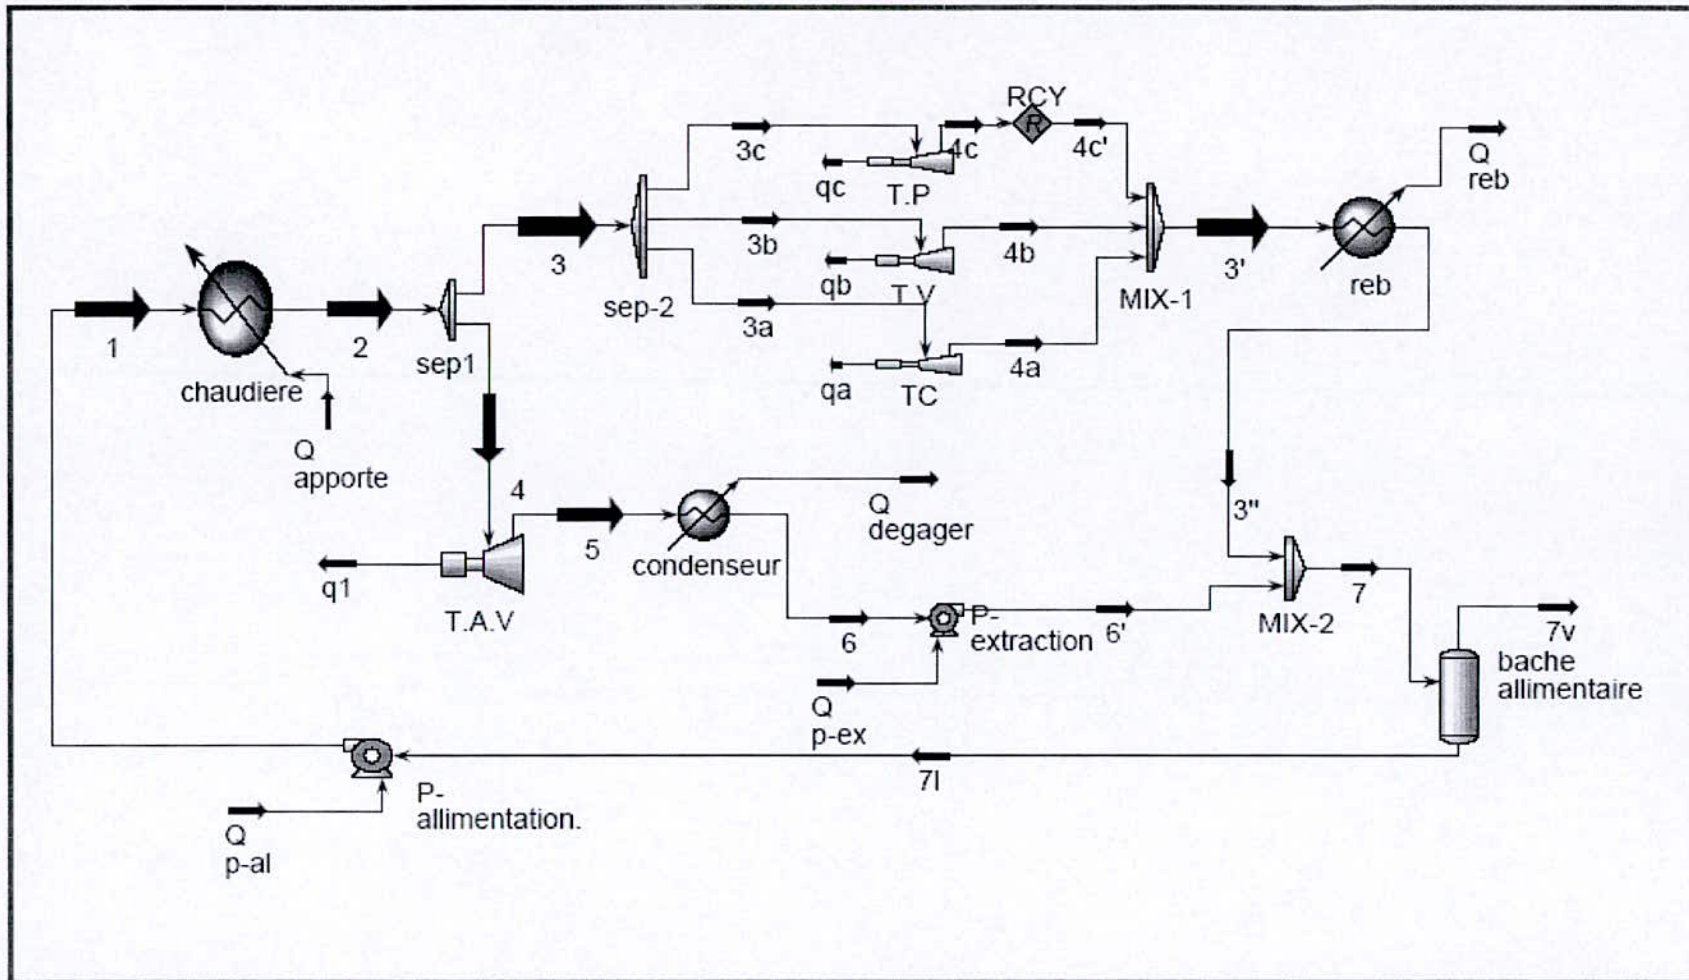 RCY
R
3c
4c
4c'
Q
reb
qc
T.P
3
3b
4b
3'
reb
sep-2
qb
T.V
MIX-1
1
2
sep1
3a
4a
qa
TC
chaudiere
Q
apporte
4
5
Q
degager
condenseur
3"
q1
T.A.V
6
P-
extraction
6'
MIX-2
7
7v
bache
allimentaire
Q
p-ex
7l
P-
allimentation.
Q
p-al